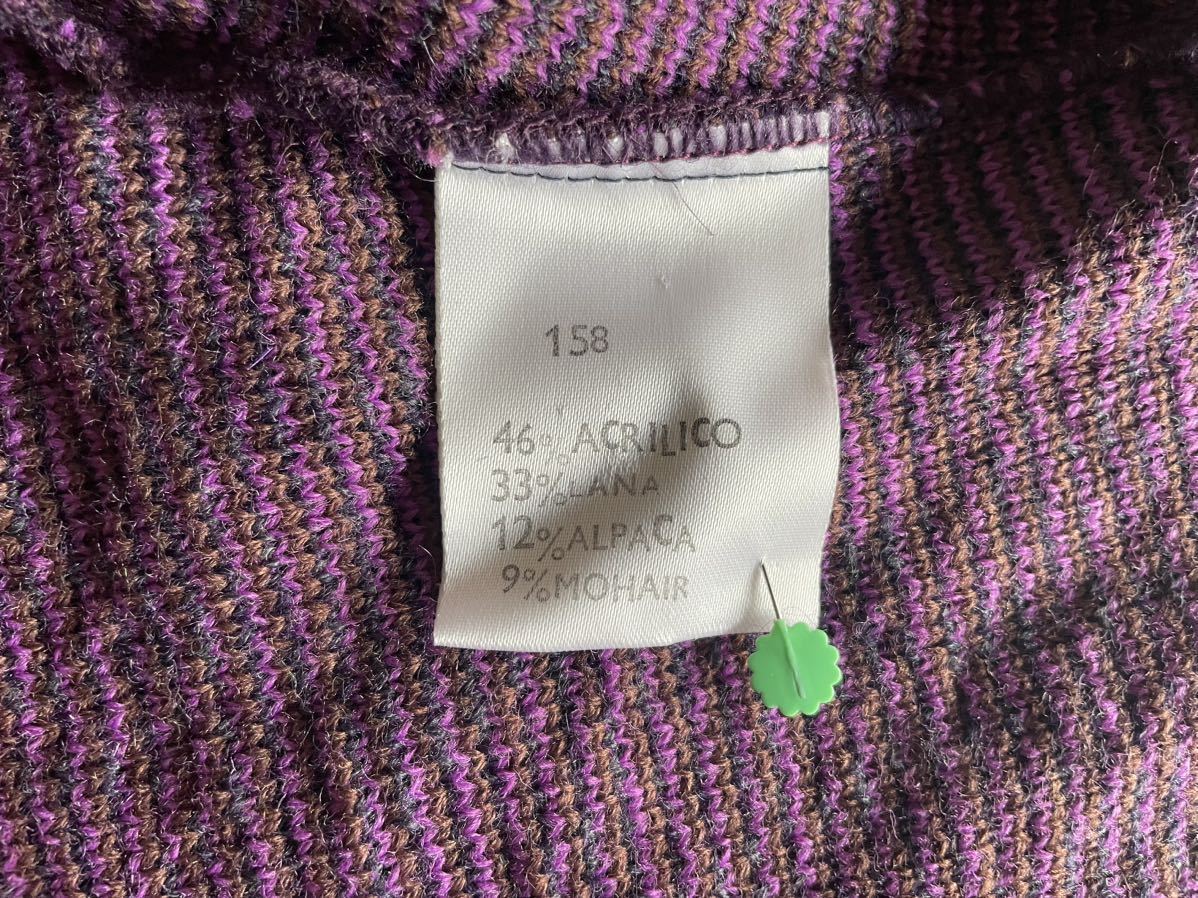 158
46% ACRILICO
33% LANA
12% ALPACA
9% MOHAIR